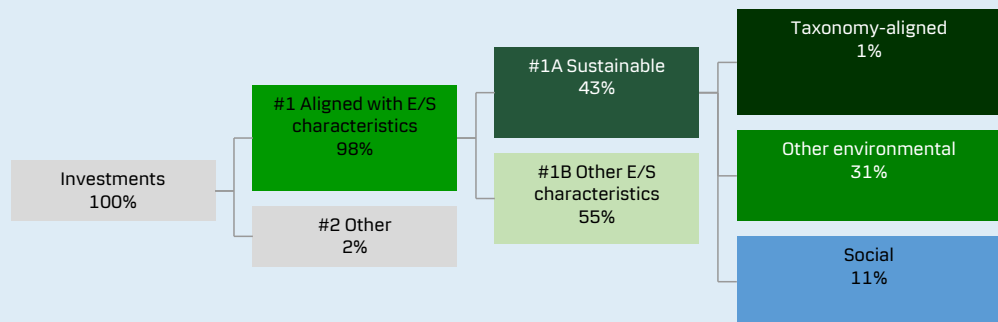 Investments
100%
#1 Aligned with E/S
characteristics
98%
#2 Other
2%
#1A Sustainable
43%
#1B Other E/S
characteristics
55%
Taxonomy-aligned
1%
Other environmental
31%
Social
11%